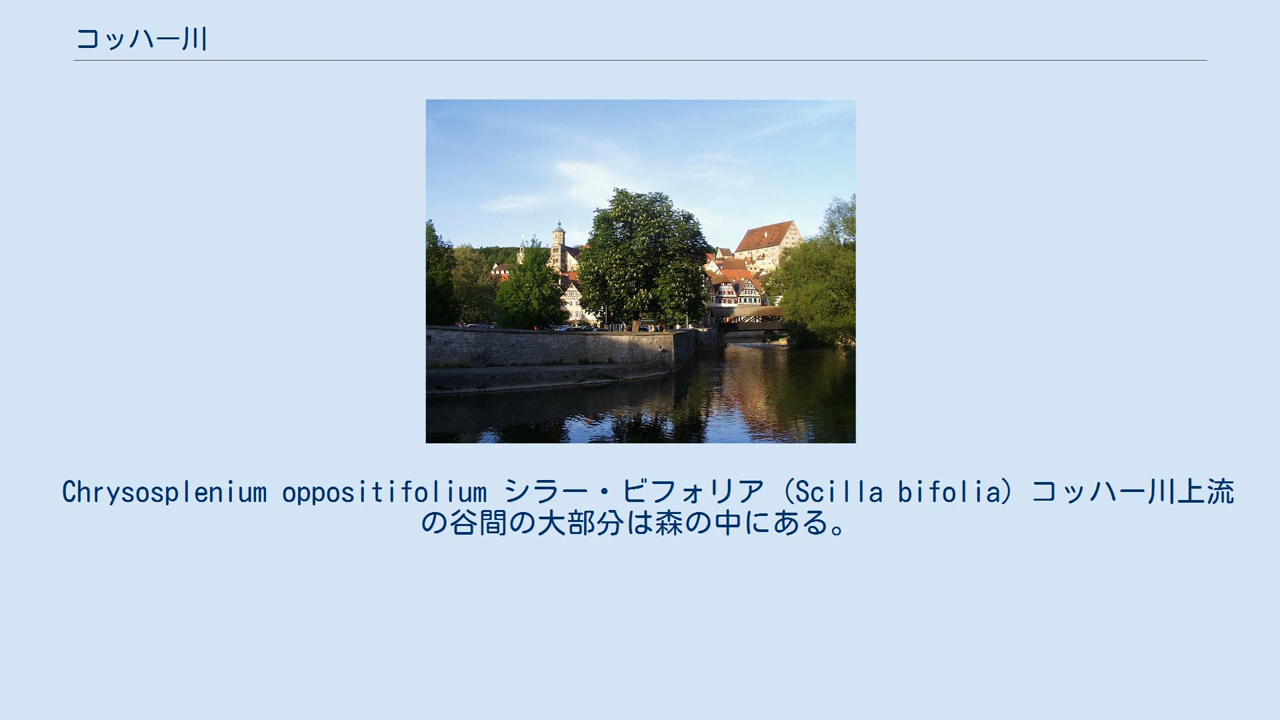 コッハー川
Chrysosplenium oppositifolium シラー・ビフォリア (Scilla bifolia) コッハー川上流
の谷間の大部分は森の中にある。